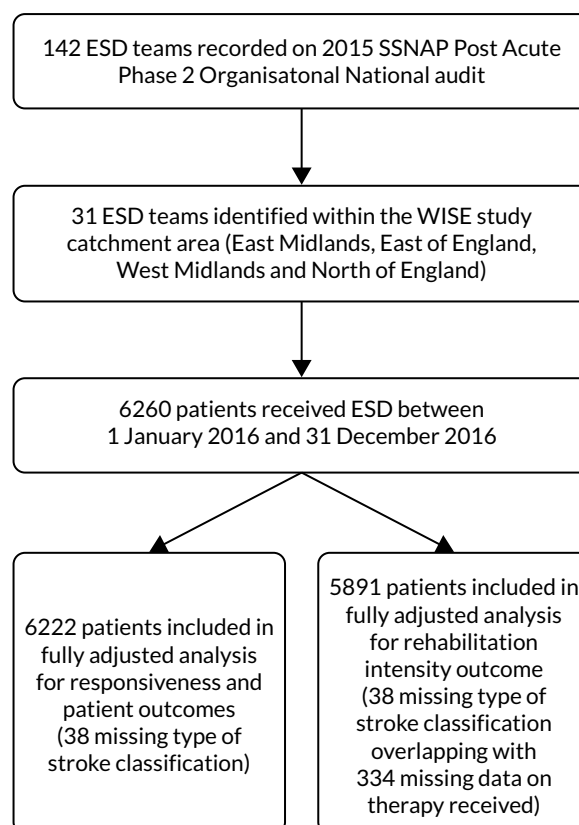 142 ESD teams recorded on 2015 SSNAP Post Acute
Phase 2 Organisatonal National audit
31 ESD teams identified within the WISE study
catchment area (East Midlands, East of England,
West Midlands and North of England)
6260 patients received ESD between
1 January 2016 and 31 December 2016
6222 patients included in
fully adjusted analysis
for responsiveness and
patient outcomes
(38 missing type of
stroke classification)
5891 patients included in
fully adjusted analysis
for rehabilitation
intensity outcome
(38 missing type of
stroke classification
overlapping with
334 missing data on
therapy received)